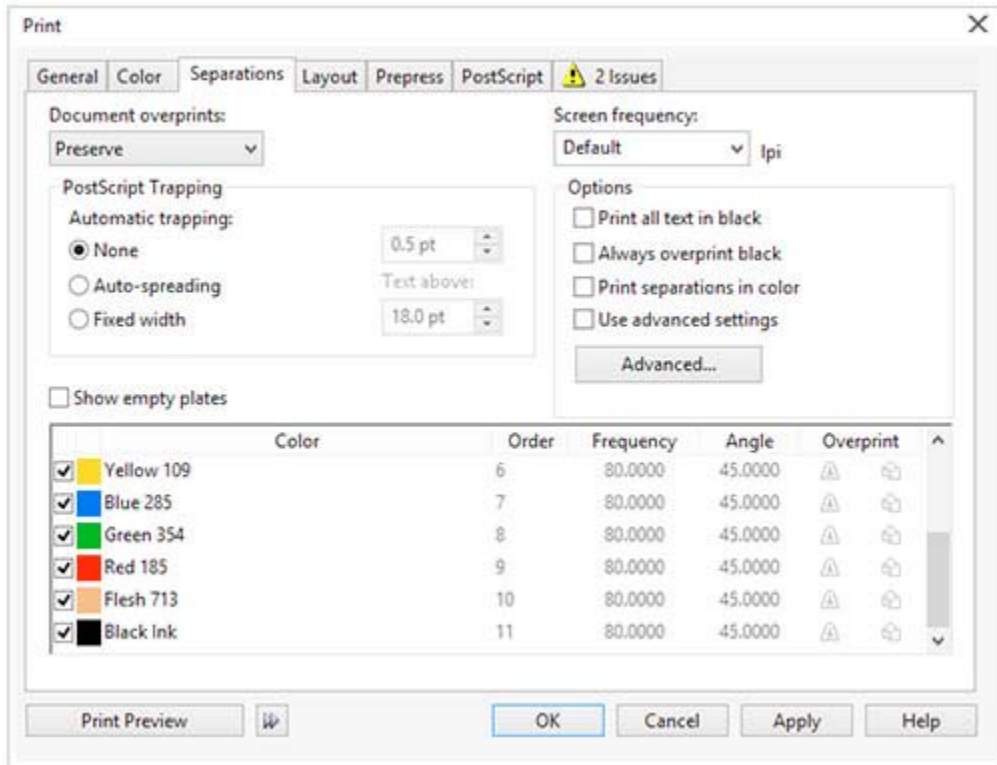 Print
General Color Separations Layout Prepress PostScript 2 Issues
Document overprints:
Preserve
Screen frequency:
Default lpi
PostScript Trapping
Automatic trapping:
None
0.5 pt
Auto-spreading
Text above:
Fixed width
18.0 pt
Options
Print all text in black
Always overprint black
Print separations in color
Use advanced settings
Advanced...
Show empty plates
Color Order Frequency Angle Overprint
Yellow 109 6 80.0000 45.0000
Blue 285 7 80.0000 45.0000
Green 354 8 80.0000 45.0000
Red 185 9 80.0000 45.0000
Flesh 713 10 80.0000 45.0000
Black Ink 11 80.0000 45.0000
Print Preview OK Cancel Apply Help